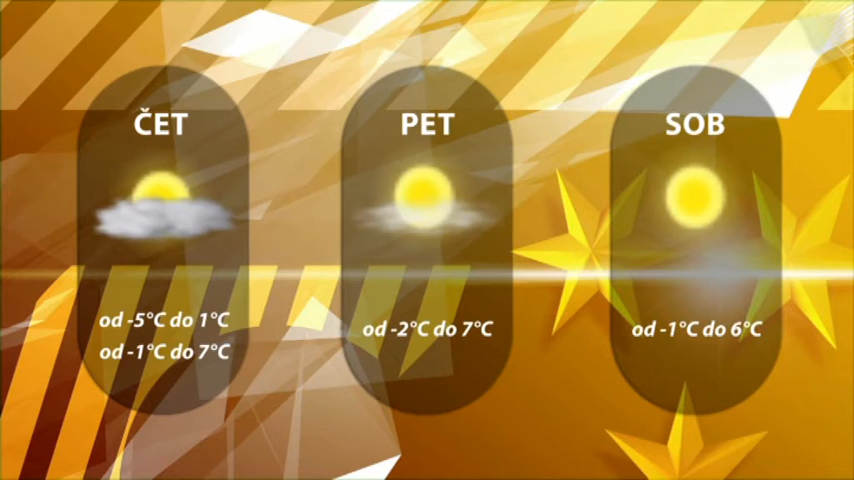 ČET
od -5°C do 1°C
od -1°C do 7°C
PET
od -2°C do 7°C
SOB
od -1°C do 6°C